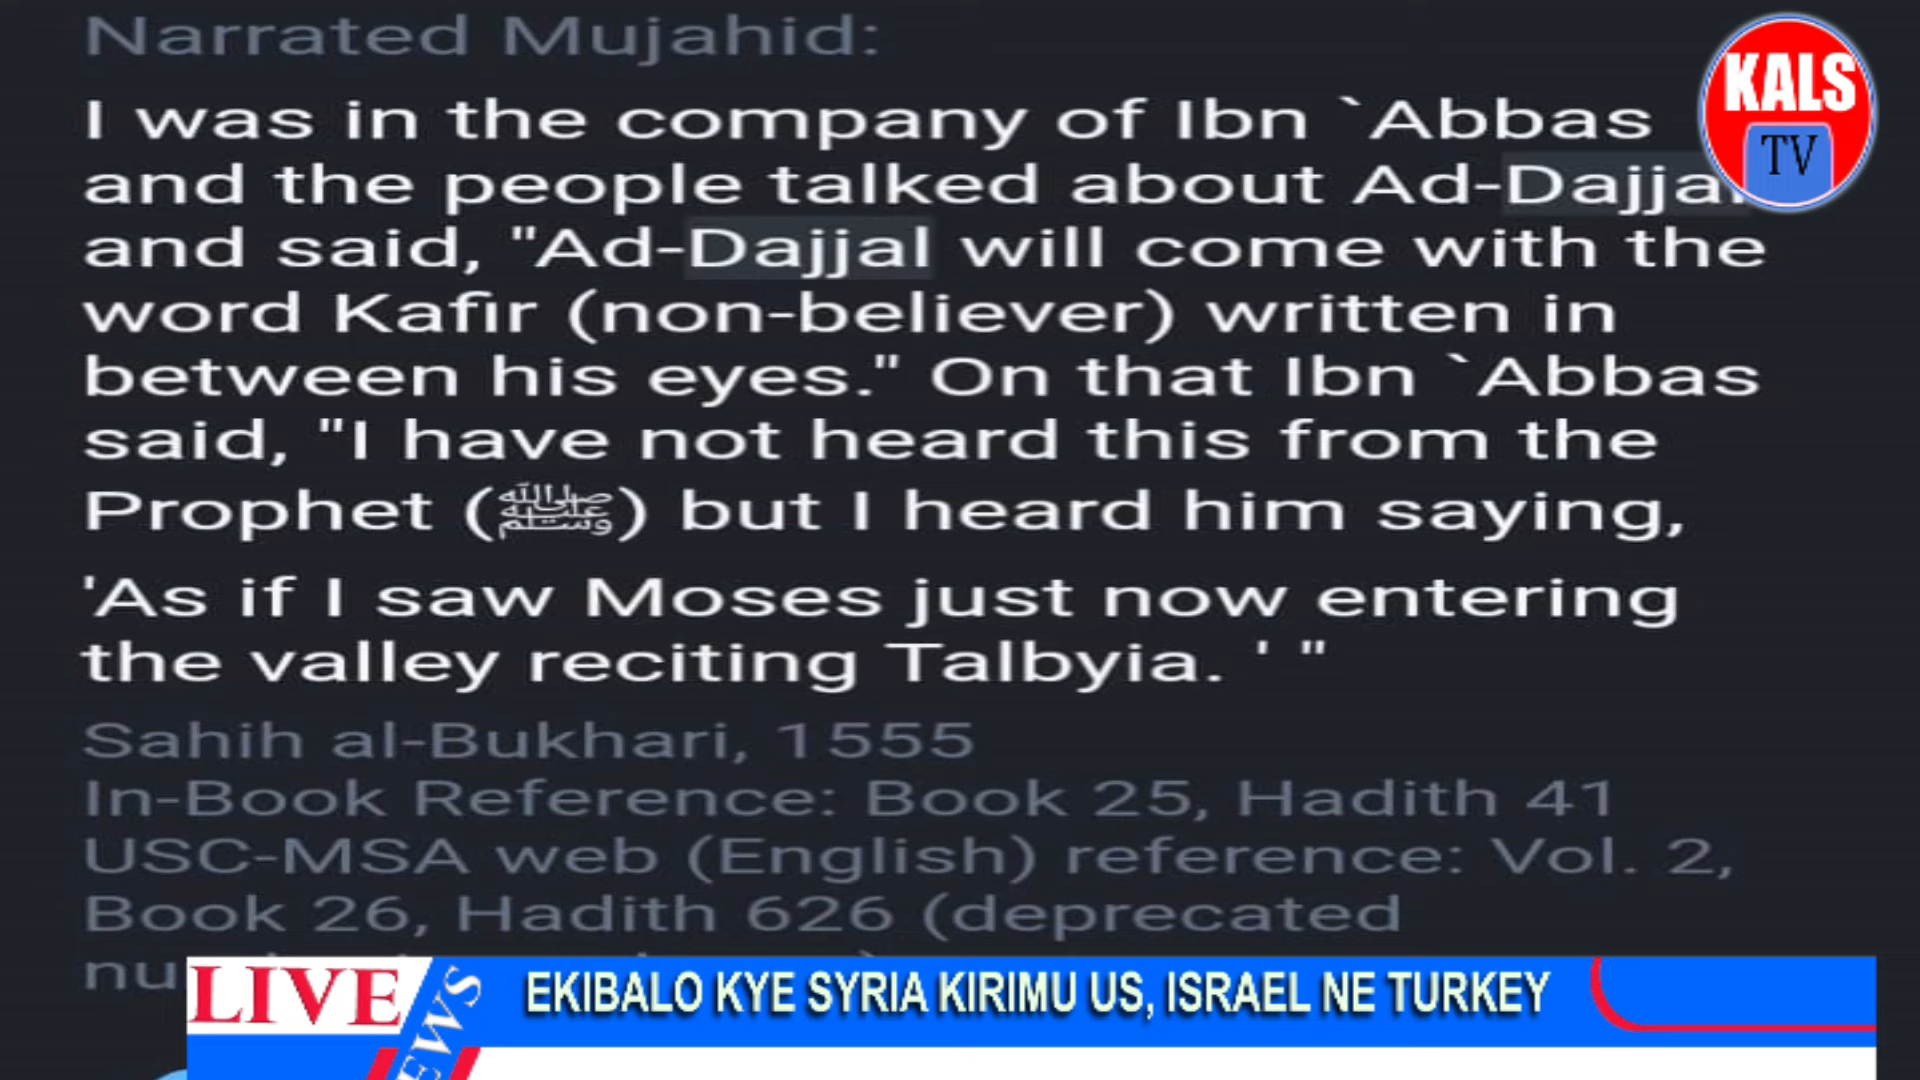 Narrated Mujahid:
I was in the company of Ibn `Abbas
and the people talked about Ad-Dajjal
and said, "Ad-Dajjal will come with the
word Kafir (non-believer) written in
between his eyes." On that Ibn `Abbas
said, "I have not heard this from the
Prophet (ﷺ) but I heard him saying,
'As if I saw Moses just now entering
the valley reciting Talbyia. ' "
Sahih al-Bukhari, 1555
In-Book Reference: Book 25, Hadith 41
USC-MSA web (English) reference: Vol. 2,
Book 26, Hadith 626 (deprecated
KALS
TV
LIVE
NEWS
EKIBALO KYE SYRIA KIRIMU US, ISRAEL NE TURKEY